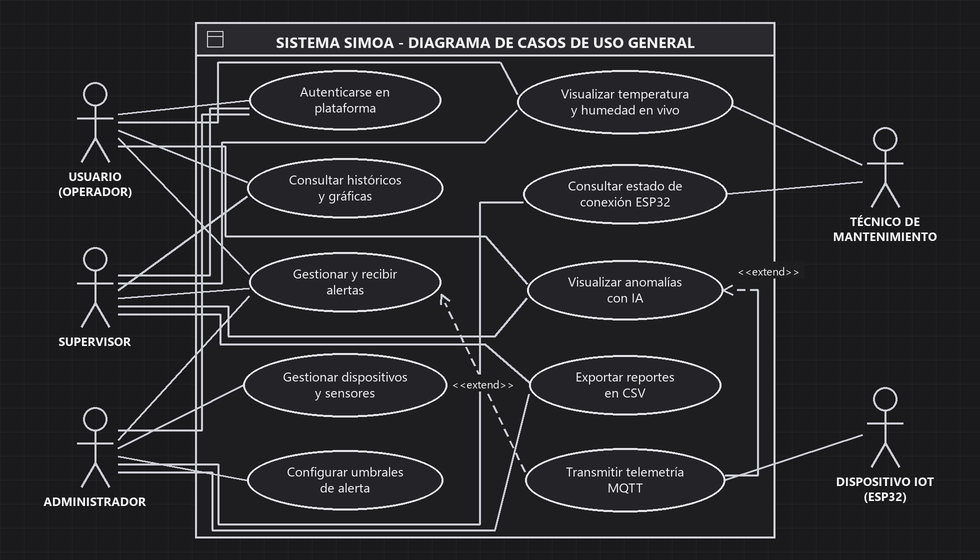 SISTEMA SIMOA - DIAGRAMA DE CASOS DE USO GENERAL
Autenticarse en
plataforma
Visualizar temperatura
y humedad en vivo
USUARIO
(OPERADOR)
Consultar históricos
y gráficas
Consultar estado de
conexión ESP32
TÉCNICO DE
MANTENIMIENTO
Gestionar y recibir
alertas
Visualizar anomalías
con IA
<<extend>>
SUPERVISOR
Gestionar dispositivos
y sensores
<<extend>>
Exportar reportes
en CSV
ADMINISTRADOR
Configurar umbrales
de alerta
Transmitir telemetría
MQTT
DISPOSITIVO IOT
(ESP32)